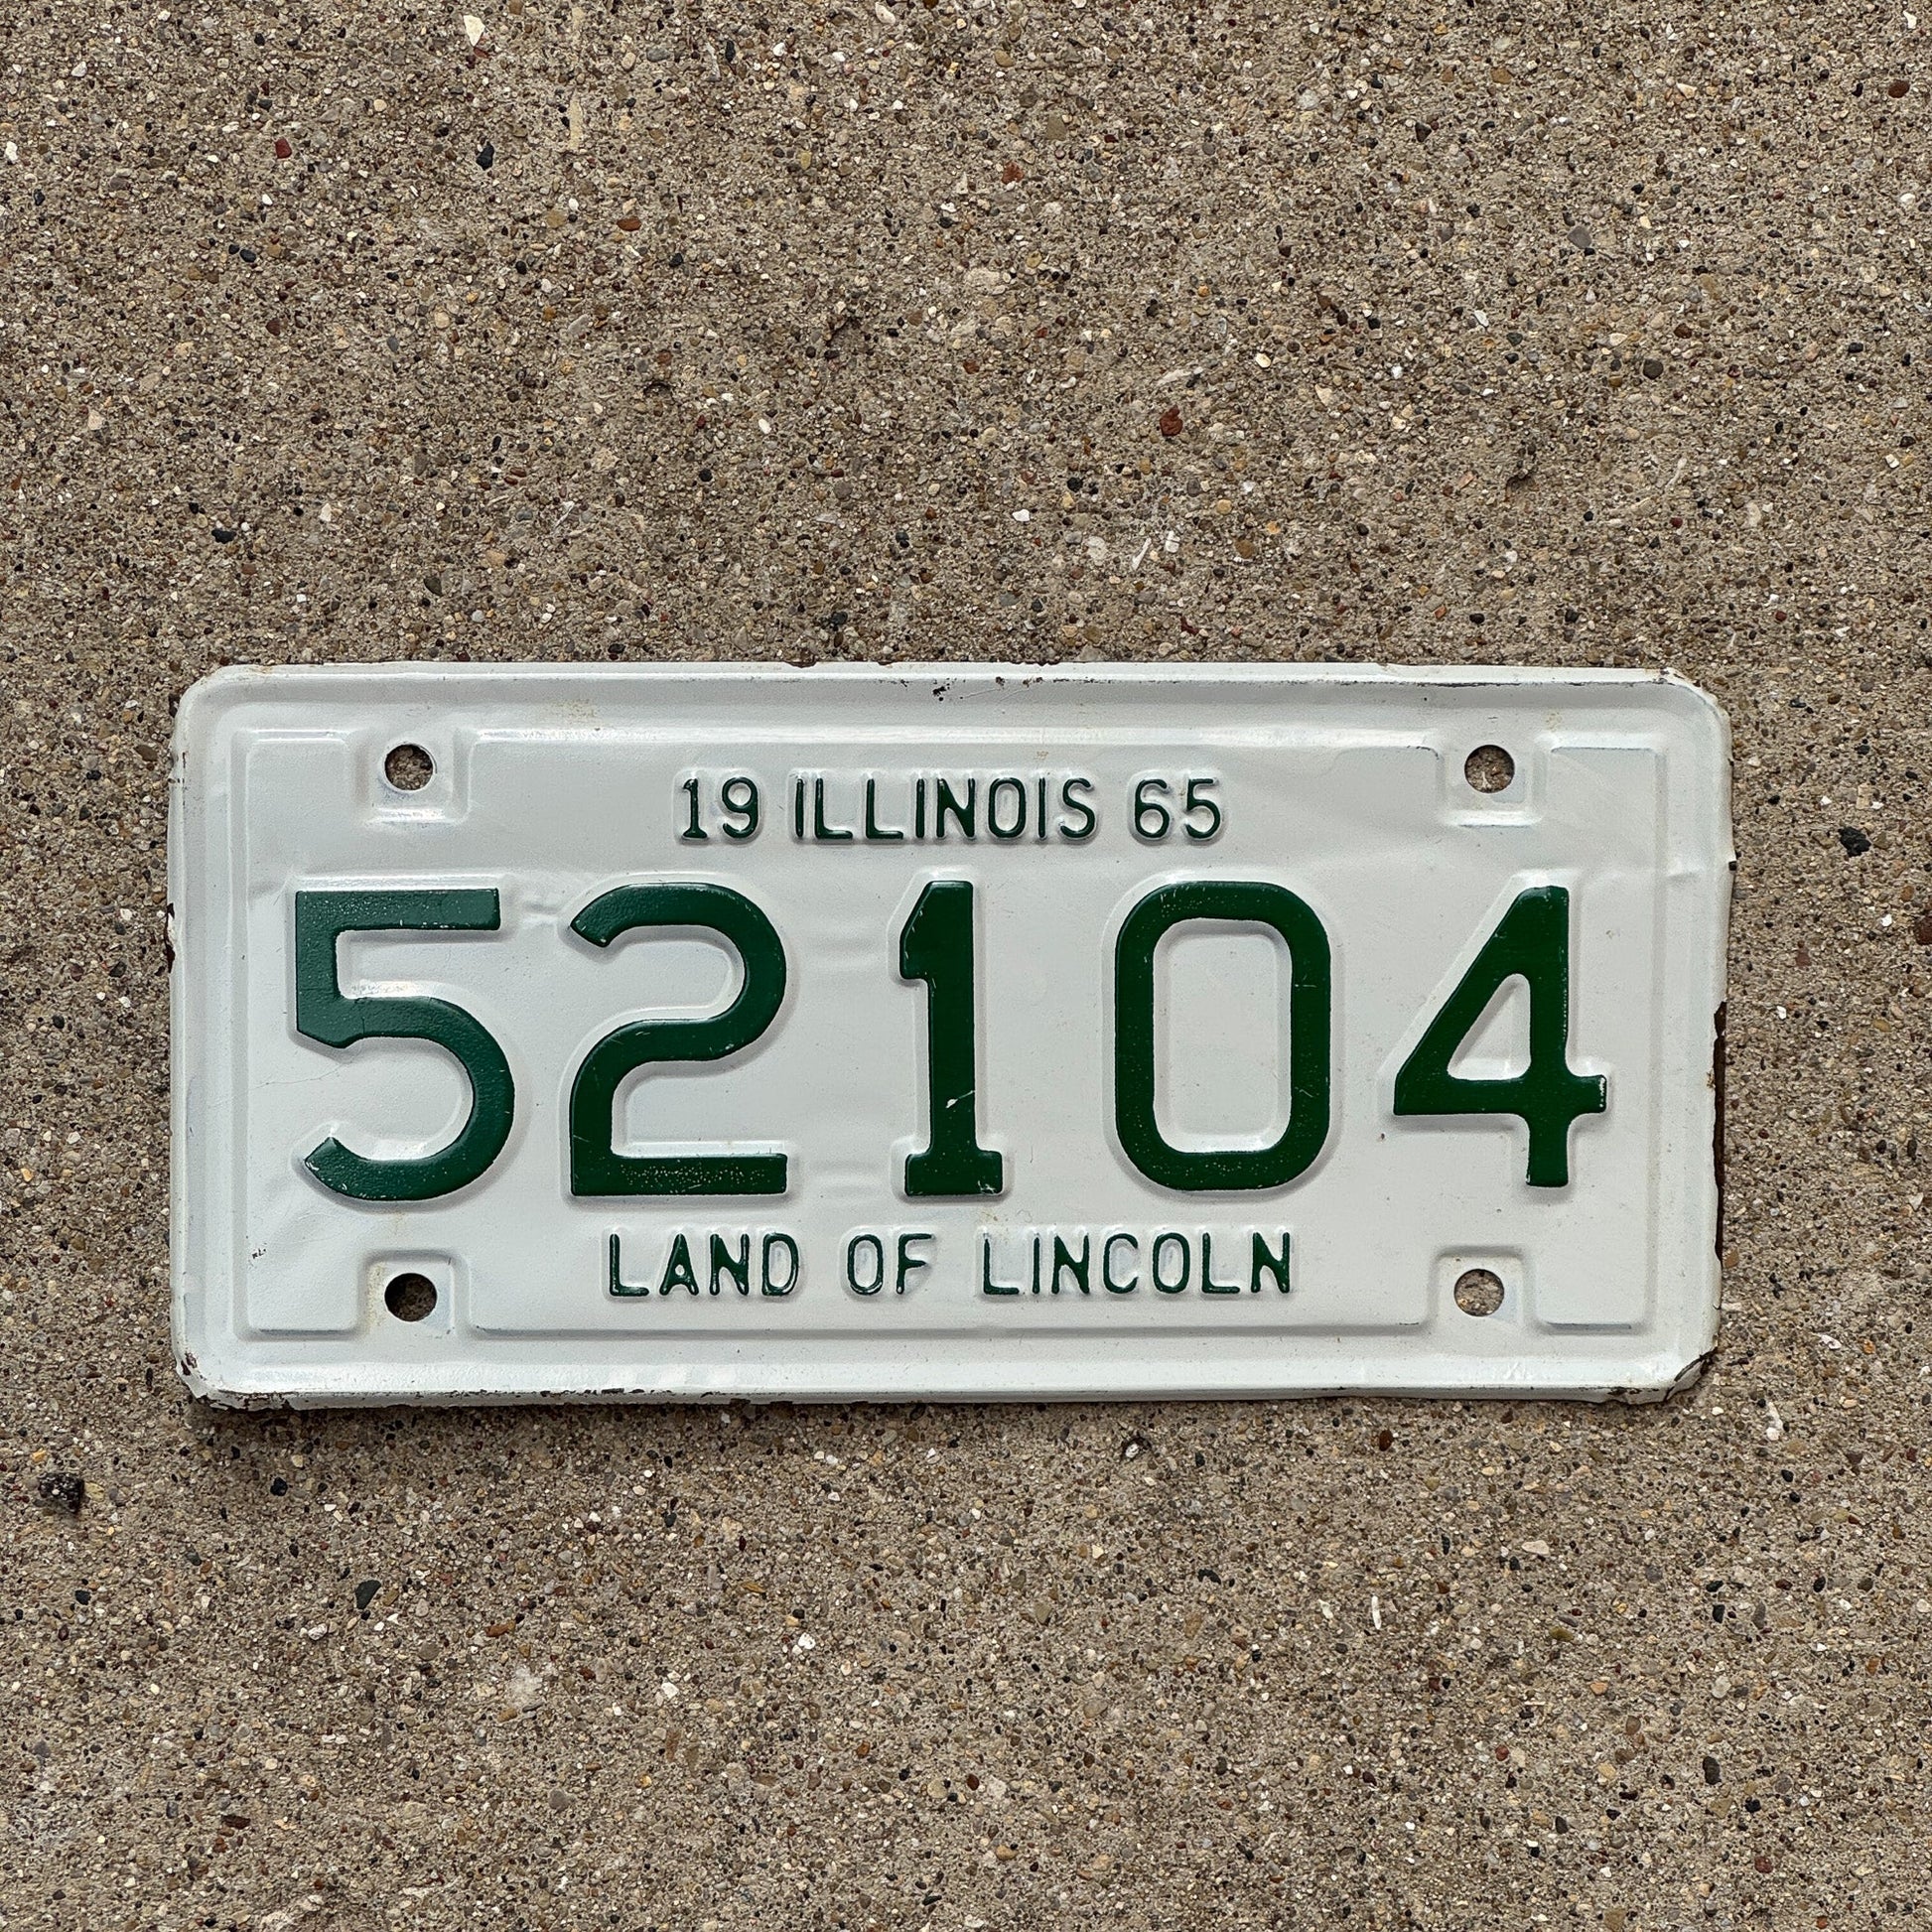 19 ILLINOIS 65
52104
LAND OF LINCOLN